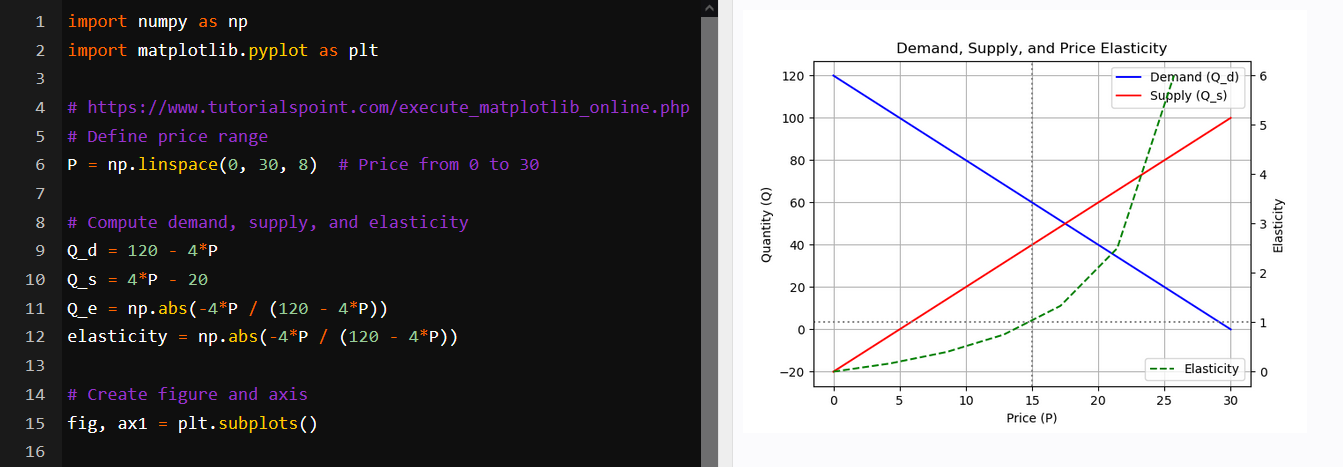 1 import numpy as np
2 import matplotlib.pyplot as plt
3
4 # https://www.tutorialspoint.com/execute_matplotlib_online.php
5 # Define price range
6 P = np.linspace(0, 30, 8)  # Price from 0 to 30
7
8 # Compute demand, supply, and elasticity
9 Q_d = 120 - 4*P
10 Q_s = 4*P - 20
11 Q_e = np.abs(-4*P / (120 - 4*P))
12 elasticity = np.abs(-4*P / (120 - 4*P))
13
14 # Create figure and axis
15 fig, ax1 = plt.subplots()
16
Demand, Supply, and Price Elasticity
Quantity (Q)
120
100
80
60
40
20
0
−20
Demand (Q_d)
Supply (Q_s)
Elasticity
6
5
4
3
2
1
0
Elasticity
0 5 10 15 20 25 30
Price (P)